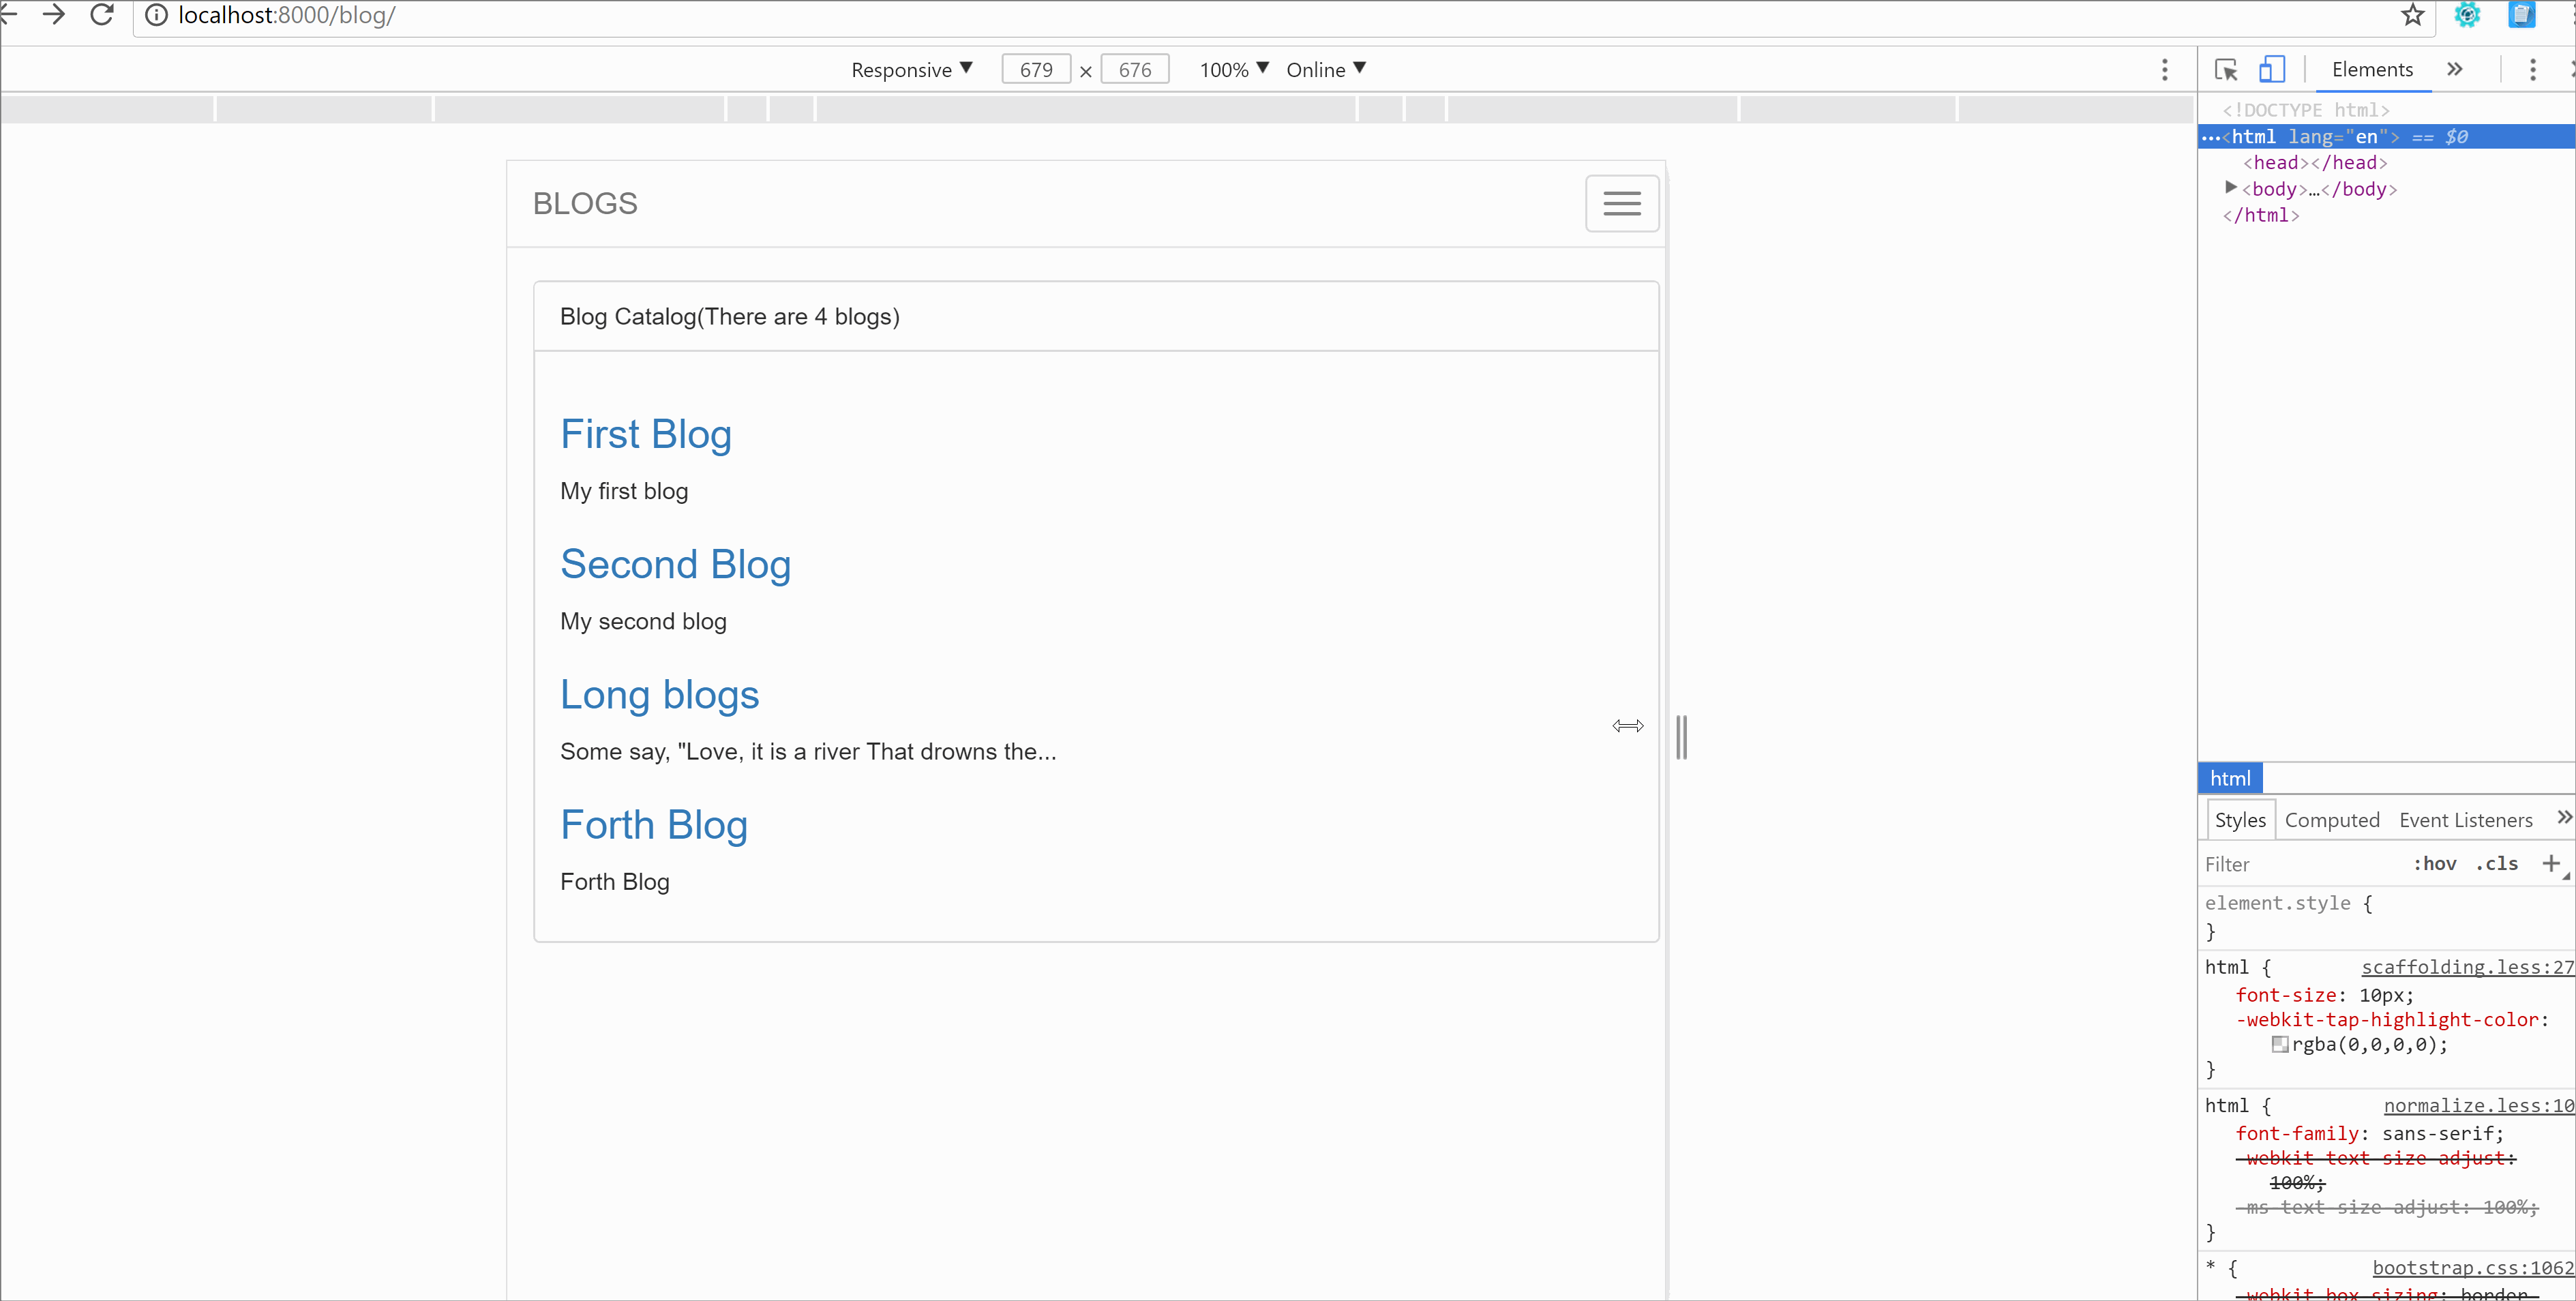 localhost:8000/blog/
Responsive 679 × 676 100% Online
Elements »
<!DOCTYPE html>
…<html lang="en"> == $0
<head></head>
<body>…</body>
</html>
BLOGS
Blog Catalog(There are 4 blogs)
First Blog
My first blog
Second Blog
My second blog
Long blogs
Some say, "Love, it is a river That drowns the...
Forth Blog
Forth Blog
html
Styles Computed Event Listeners »
Filter :hov .cls +
element.style {
}
html { scaffolding.less:27
font-size: 10px;
-webkit-tap-highlight-color:
rgba(0,0,0,0);
}
html { normalize.less:10
font-family: sans-serif;
-webkit-text-size-adjust:
100%;
-ms-text-size-adjust: 100%;
}
* { bootstrap.css:1062
-webkit-box-sizing: border-